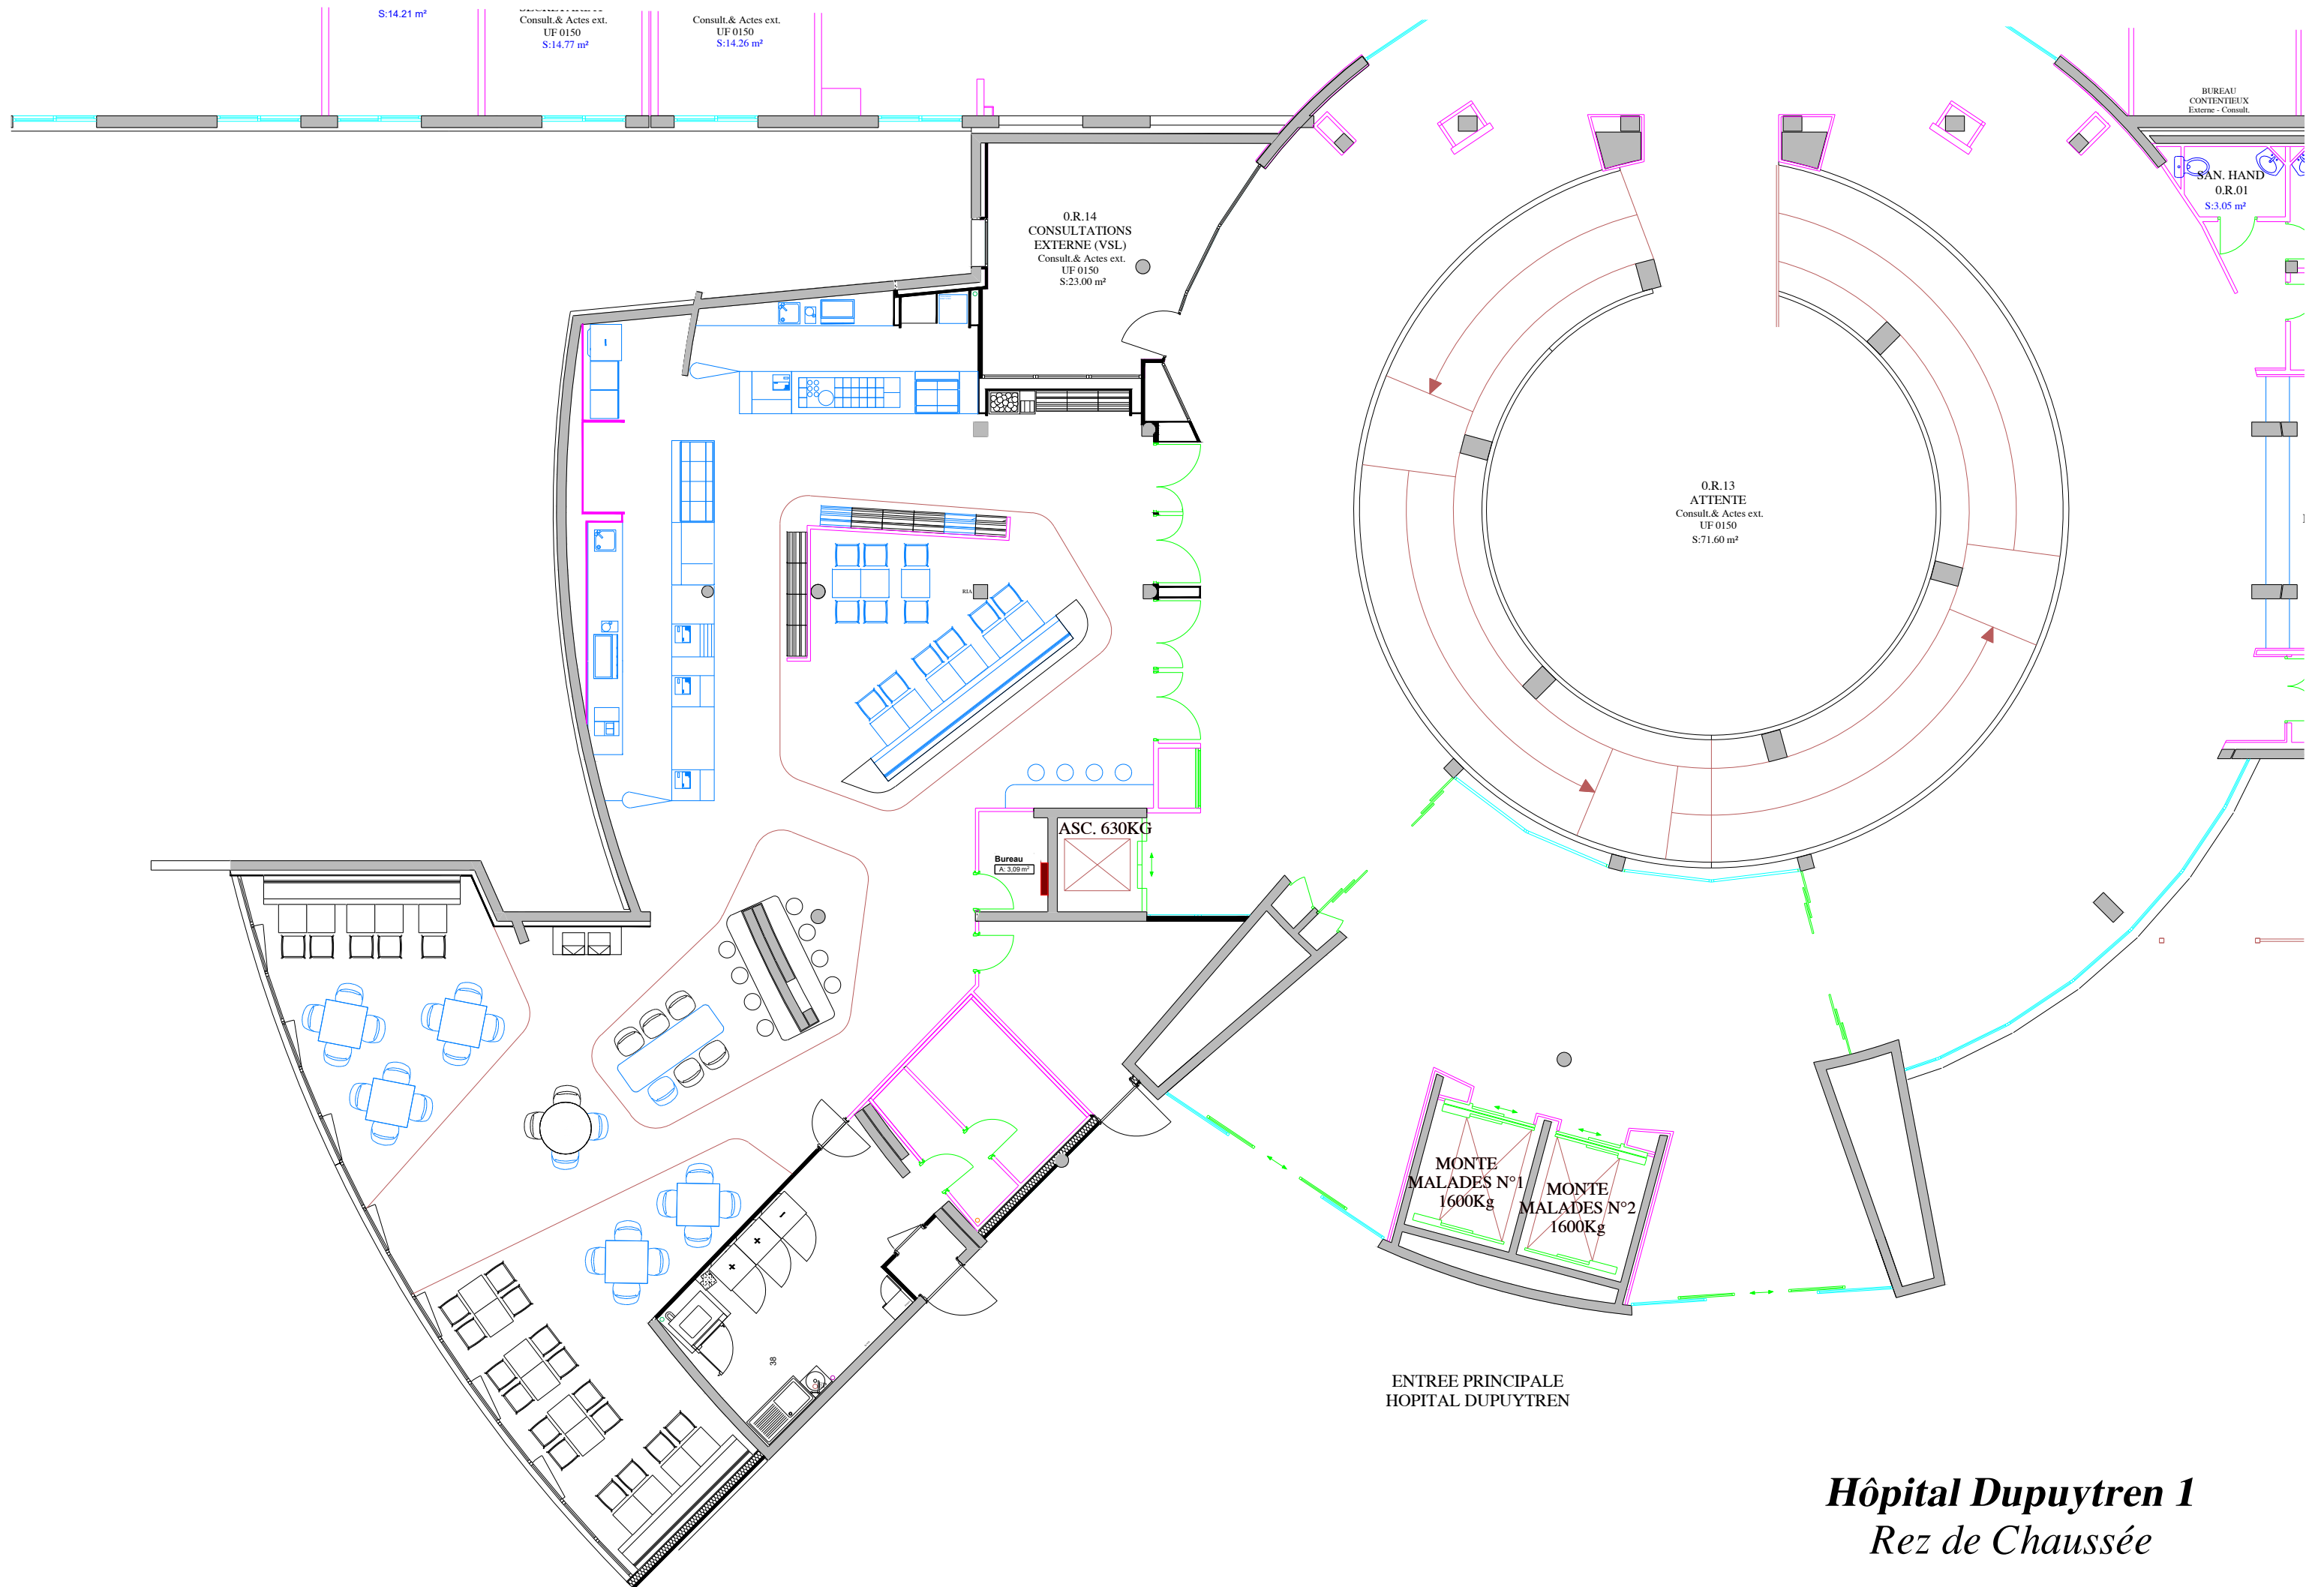 S:14.21 m²
Consult.& Actes ext.
UF 0150
S:14.77 m²
Consult.& Actes ext.
UF 0150
S:14.26 m²
BUREAU
CONTENTIEUX
Externe - Consult.
SAN. HAND
0.R.01
S:3.05 m²
0.R.14
CONSULTATIONS
EXTERNE (VSL)
Consult.& Actes ext.
UF 0150
S:23.00 m²
0.R.13
ATTENTE
Consult.& Actes ext.
UF 0150
S:71.60 m²
RIA
ASC. 630KG
Bureau
A: 3,09 m²
MONTE
MALADES N°1
1600Kg
MONTE
MALADES N°2
1600Kg
38
ENTREE PRINCIPALE
HOPITAL DUPUYTREN
Hôpital Dupuytren 1
Rez de Chaussée